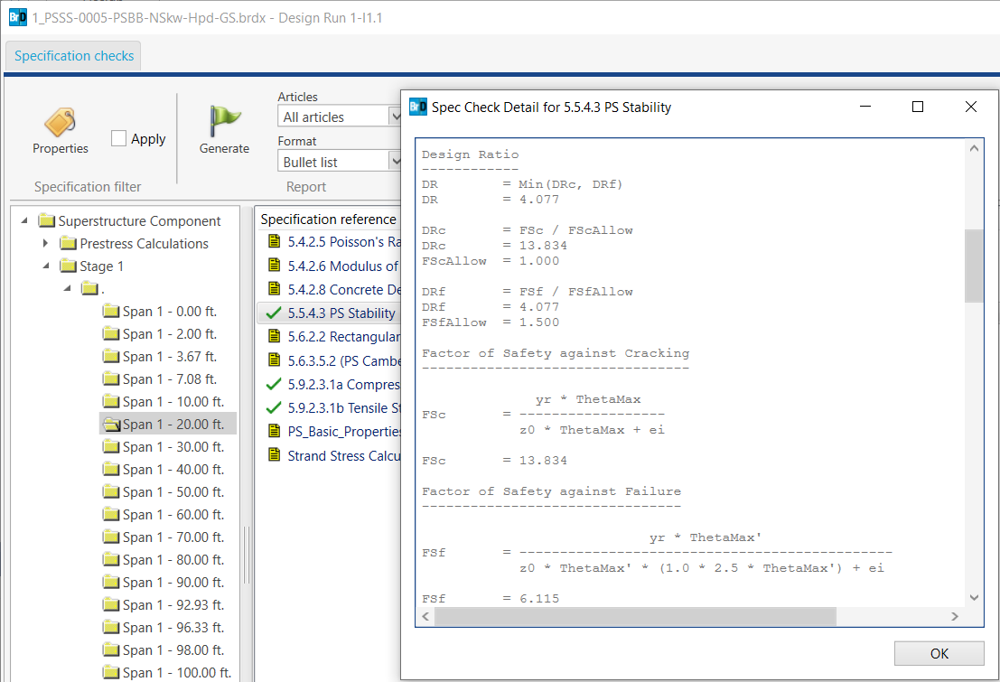 BrD 1_PSSS-0005-PSBB-NSkw-Hpd-GS.brdx - Design Run 1-I1.1
Specification checks
Properties
Apply
Specification filter
Generate
Articles
All articles
Format
Bullet list
Report
Superstructure Component
Prestress Calculations
Stage 1
.
Span 1 - 0.00 ft.
Span 1 - 2.00 ft.
Span 1 - 3.67 ft.
Span 1 - 7.08 ft.
Span 1 - 10.00 ft.
Span 1 - 20.00 ft.
Span 1 - 30.00 ft.
Span 1 - 40.00 ft.
Span 1 - 50.00 ft.
Span 1 - 60.00 ft.
Span 1 - 70.00 ft.
Span 1 - 80.00 ft.
Span 1 - 90.00 ft.
Span 1 - 92.93 ft.
Span 1 - 96.33 ft.
Span 1 - 98.00 ft.
Span 1 - 100.00 ft.
Specification reference
5.4.2.5 Poisson's Ra
5.4.2.6 Modulus of
5.4.2.8 Concrete De
5.5.4.3 PS Stability
5.6.2.2 Rectangular
5.6.3.5.2 (PS Cambe
5.9.2.3.1a Compres
5.9.2.3.1b Tensile St
PS_Basic_Properties
Strand Stress Calcu
BrD Spec Check Detail for 5.5.4.3 PS Stability
Design Ratio
------------
DR = Min(DRc, DRf)
DR = 4.077
DRc = FSc / FScAllow
DRc = 13.834
FScAllow = 1.000
DRf = FSf / FSfAllow
DRf = 4.077
FSfAllow = 1.500
Factor of Safety against Cracking
---------------------------------
yr * ThetaMax
FSc = ------------------
z0 * ThetaMax + ei
FSc = 13.834
Factor of Safety against Failure
--------------------------------
yr * ThetaMax'
FSf = ----------------------------------------------
z0 * ThetaMax' * (1.0 * 2.5 * ThetaMax') + ei
FSf = 6.115
OK